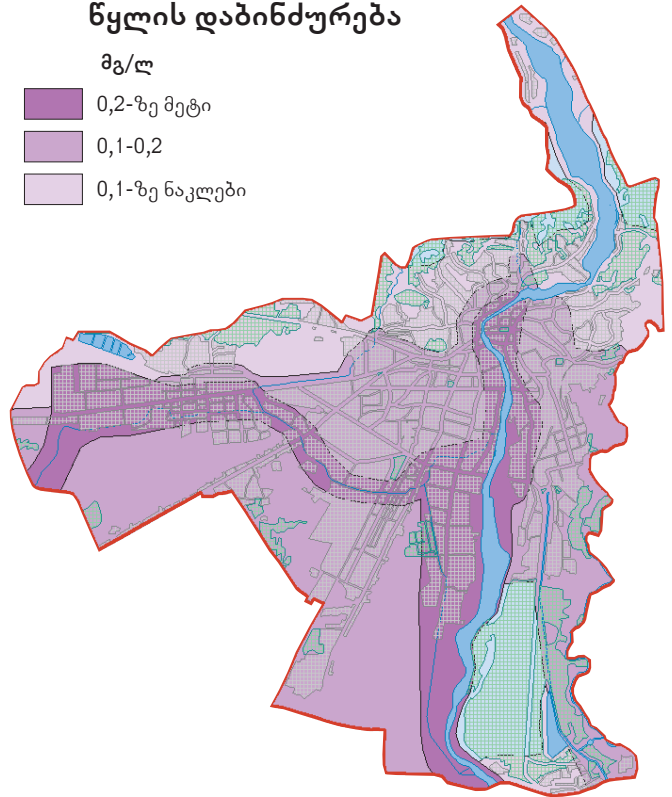 წყლის დაბინძურება
მგ/ლ
0,2-ზე მეტი
0,1-0,2
0,1-ზე ნაკლები